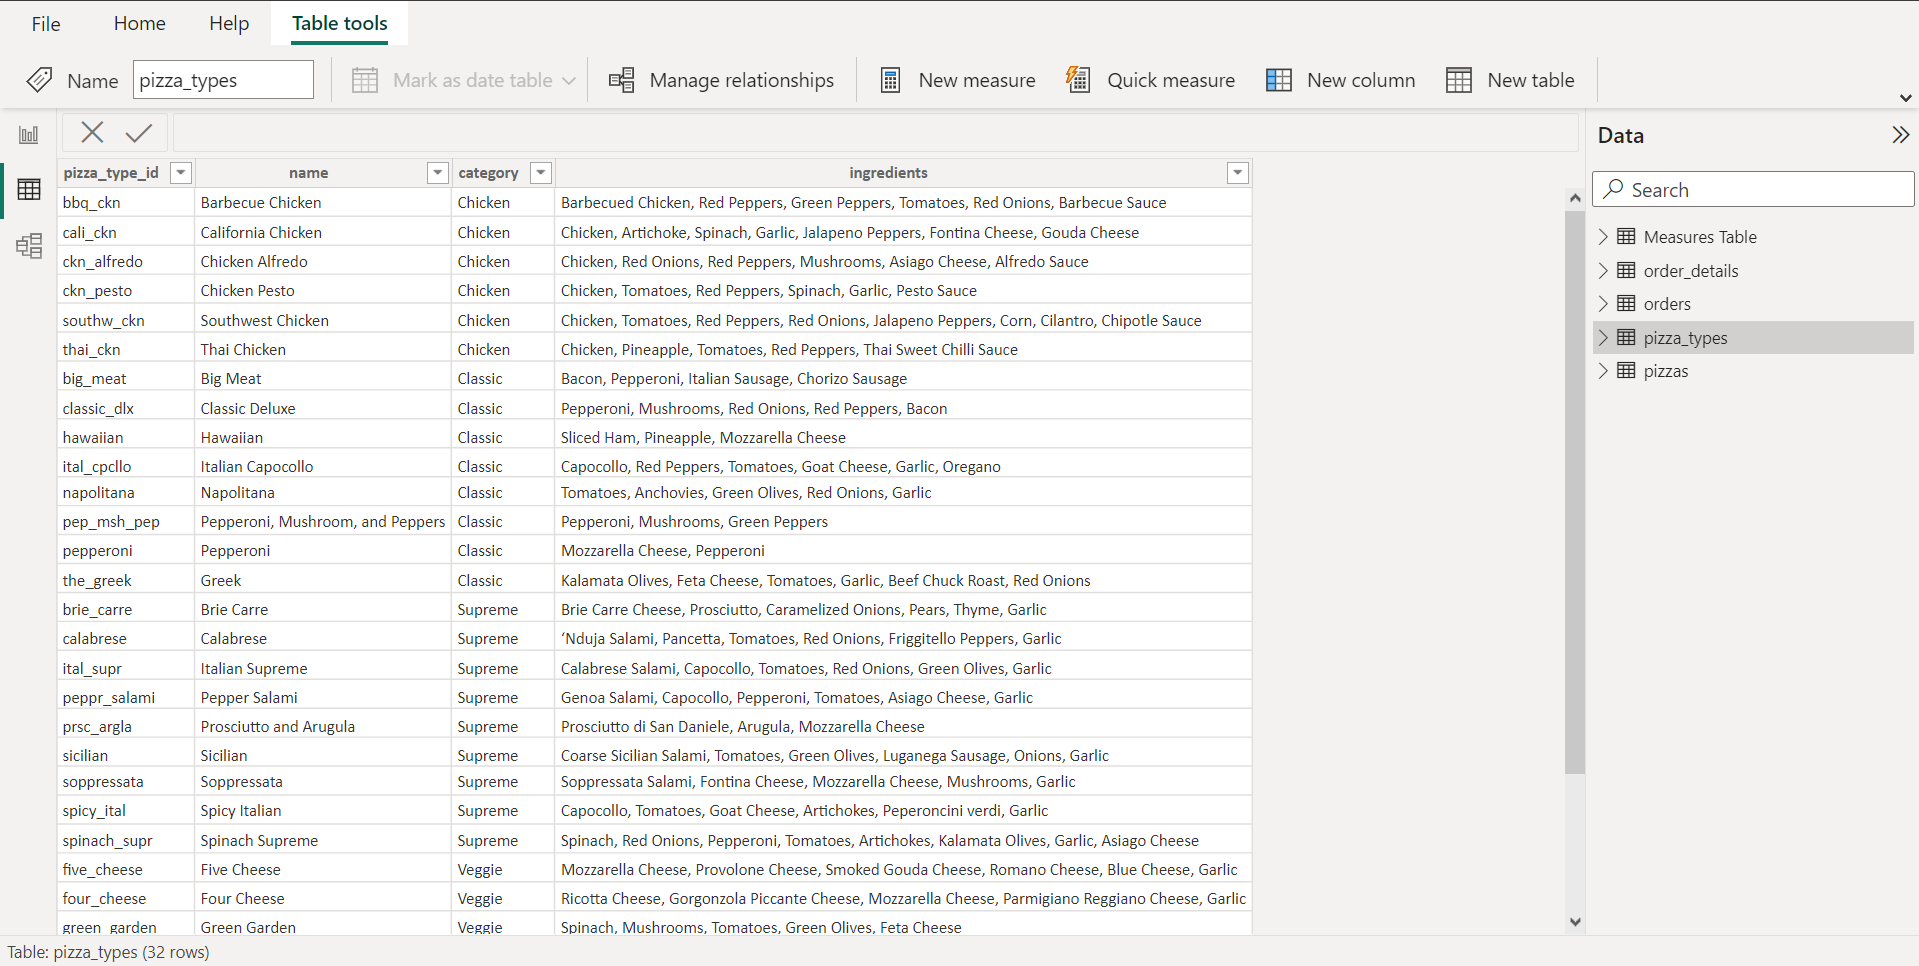 File Home Help Table tools
Name pizza_types Mark as date table Manage relationships New measure Quick measure New column New table
Data
Search
Measures Table
order_details
orders
pizza_types
pizzas
pizza_type_id name category ingredients
bbq_ckn Barbecue Chicken Chicken Barbecued Chicken, Red Peppers, Green Peppers, Tomatoes, Red Onions, Barbecue Sauce
cali_ckn California Chicken Chicken Chicken, Artichoke, Spinach, Garlic, Jalapeno Peppers, Fontina Cheese, Gouda Cheese
ckn_alfredo Chicken Alfredo Chicken Chicken, Red Onions, Red Peppers, Mushrooms, Asiago Cheese, Alfredo Sauce
ckn_pesto Chicken Pesto Chicken Chicken, Tomatoes, Red Peppers, Spinach, Garlic, Pesto Sauce
southw_ckn Southwest Chicken Chicken Chicken, Tomatoes, Red Peppers, Red Onions, Jalapeno Peppers, Corn, Cilantro, Chipotle Sauce
thai_ckn Thai Chicken Chicken Chicken, Pineapple, Tomatoes, Red Peppers, Thai Sweet Chilli Sauce
big_meat Big Meat Classic Bacon, Pepperoni, Italian Sausage, Chorizo Sausage
classic_dlx Classic Deluxe Classic Pepperoni, Mushrooms, Red Onions, Red Peppers, Bacon
hawaiian Hawaiian Classic Sliced Ham, Pineapple, Mozzarella Cheese
ital_cpcllo Italian Capocollo Classic Capocollo, Red Peppers, Tomatoes, Goat Cheese, Garlic, Oregano
napolitana Napolitana Classic Tomatoes, Anchovies, Green Olives, Red Onions, Garlic
pep_msh_pep Pepperoni, Mushroom, and Peppers Classic Pepperoni, Mushrooms, Green Peppers
pepperoni Pepperoni Classic Mozzarella Cheese, Pepperoni
the_greek Greek Classic Kalamata Olives, Feta Cheese, Tomatoes, Garlic, Beef Chuck Roast, Red Onions
brie_carre Brie Carre Supreme Brie Carre Cheese, Prosciutto, Caramelized Onions, Pears, Thyme, Garlic
calabrese Calabrese Supreme ‘Nduja Salami, Pancetta, Tomatoes, Red Onions, Friggitello Peppers, Garlic
ital_supr Italian Supreme Supreme Calabrese Salami, Capocollo, Tomatoes, Red Onions, Green Olives, Garlic
peppr_salami Pepper Salami Supreme Genoa Salami, Capocollo, Pepperoni, Tomatoes, Asiago Cheese, Garlic
prsc_argla Prosciutto and Arugula Supreme Prosciutto di San Daniele, Arugula, Mozzarella Cheese
sicilian Sicilian Supreme Coarse Sicilian Salami, Tomatoes, Green Olives, Luganega Sausage, Onions, Garlic
soppressata Soppressata Supreme Soppressata Salami, Fontina Cheese, Mozzarella Cheese, Mushrooms, Garlic
spicy_ital Spicy Italian Supreme Capocollo, Tomatoes, Goat Cheese, Artichokes, Peperoncini verdi, Garlic
spinach_supr Spinach Supreme Supreme Spinach, Red Onions, Pepperoni, Tomatoes, Artichokes, Kalamata Olives, Garlic, Asiago Cheese
five_cheese Five Cheese Veggie Mozzarella Cheese, Provolone Cheese, Smoked Gouda Cheese, Romano Cheese, Blue Cheese, Garlic
four_cheese Four Cheese Veggie Ricotta Cheese, Gorgonzola Piccante Cheese, Mozzarella Cheese, Parmigiano Reggiano Cheese, Garlic
green_garden Green Garden Veggie Spinach, Mushrooms, Tomatoes, Green Olives, Feta Cheese
Table: pizza_types (32 rows)